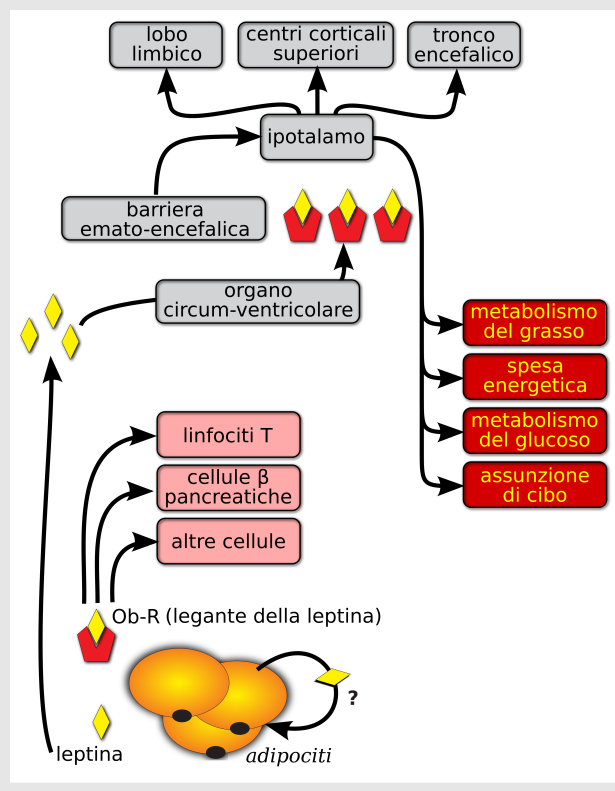 lobo
limbico
centri corticali
superiori
tronco
encefalico
ipotalamo
barriera
emato-encefalica
organo
circum-ventricolare
metabolismo
del grasso
spesa
energetica
metabolismo
del glucoso
assunzione
di cibo
linfociti T
cellule β
pancreatiche
altre cellule
Ob-R (legante della leptina)
?
leptina
adipociti